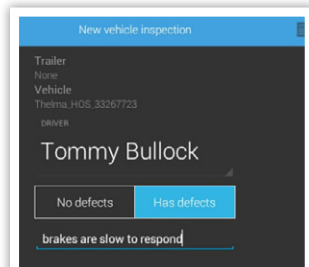 New vehicle inspection
Trailer
None
Vehicle
Thelma_HOS_33267723
DRIVER
Tommy Bullock
No defects Has defects
brakes are slow to respond